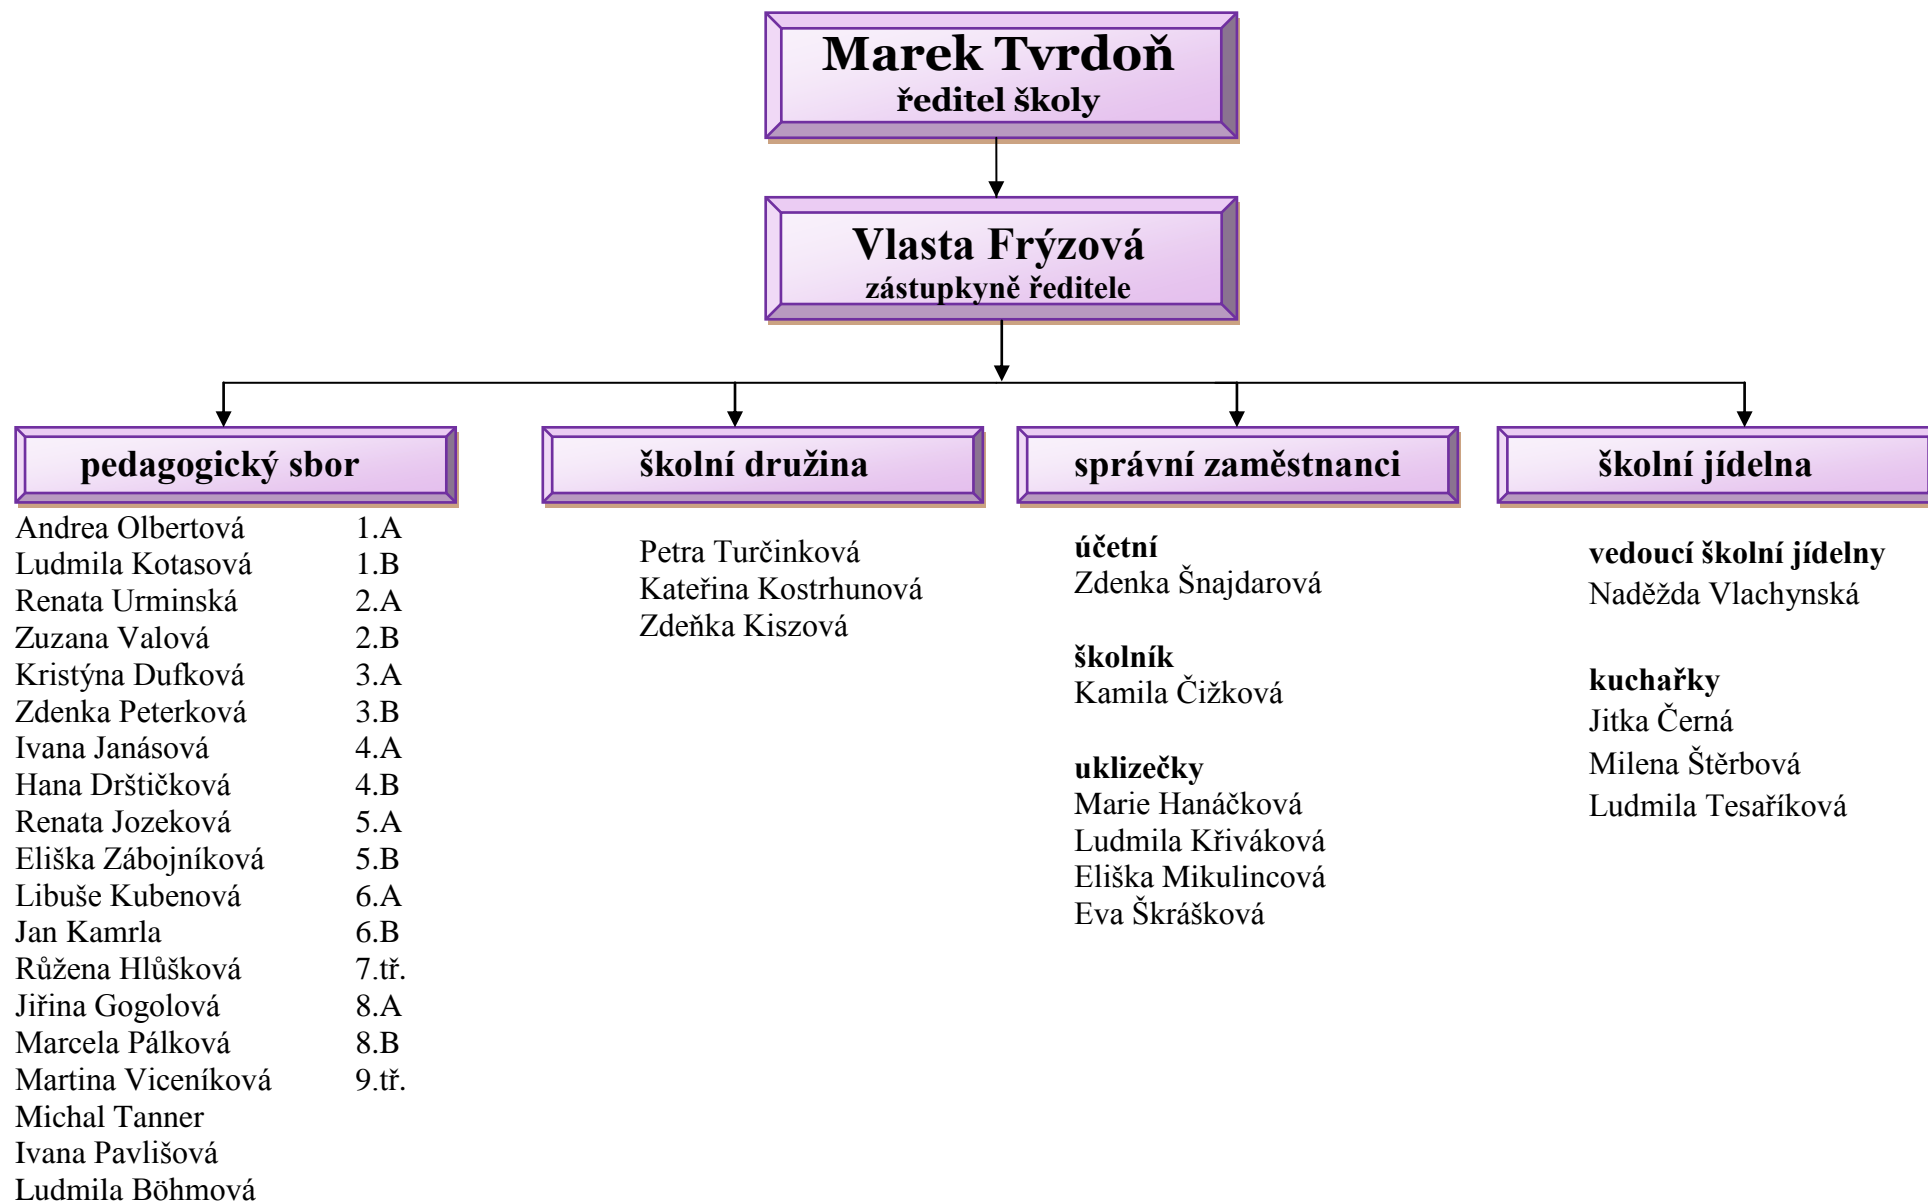 Marek Tvrdoň
ředitel školy
Vlasta Frýzová
zástupkyně ředitele
pedagogický sbor
Andrea Olbertová 1.A
Ludmila Kotasová 1.B
Renata Urminská 2.A
Zuzana Valová 2.B
Kristýna Dufková 3.A
Zdenka Peterková 3.B
Ivana Janásová 4.A
Hana Drštičková 4.B
Renata Jozeková 5.A
Eliška Zábojníková 5.B
Libuše Kubenová 6.A
Jan Kamrla 6.B
Růžena Hlůšková 7.tř.
Jiřina Gogolová 8.A
Marcela Pálková 8.B
Martina Viceníková 9.tř.
Michal Tanner
Ivana Pavlišová
Ludmila Böhmová
školní družina
Petra Turčinková
Kateřina Kostrhunová
Zdeňka Kiszová
správní zaměstnanci
účetní
Zdenka Šnajdarová
školník
Kamila Čižková
uklizečky
Marie Hanáčková
Ludmila Křiváková
Eliška Mikulincová
Eva Škrášková
školní jídelna
vedoucí školní jídelny
Naděžda Vlachynská
kuchařky
Jitka Černá
Milena Štěrbová
Ludmila Tesaříková